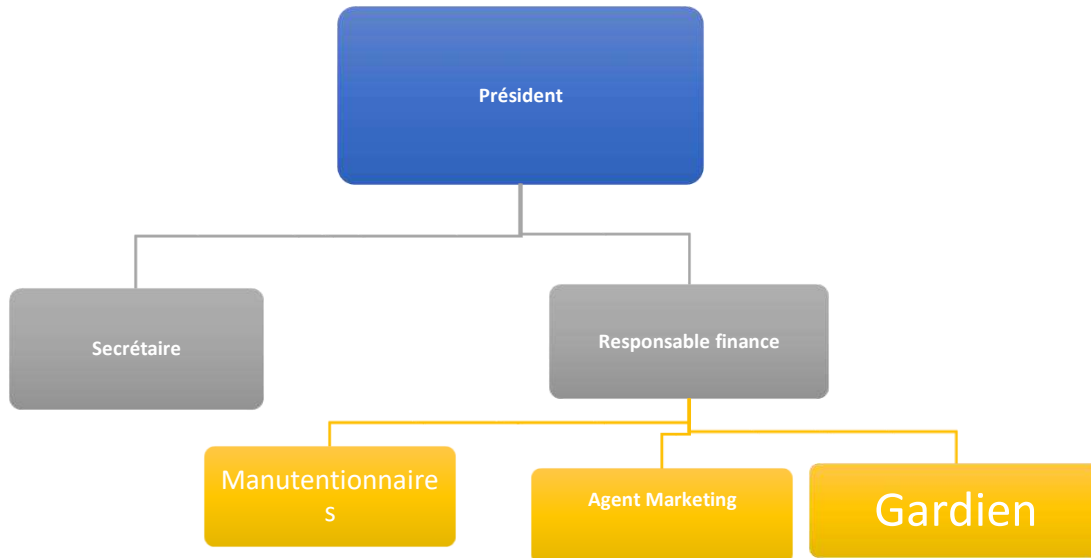 Président
Secrétaire
Responsable finance
Manutentionnaire
s
Agent Marketing
Gardien